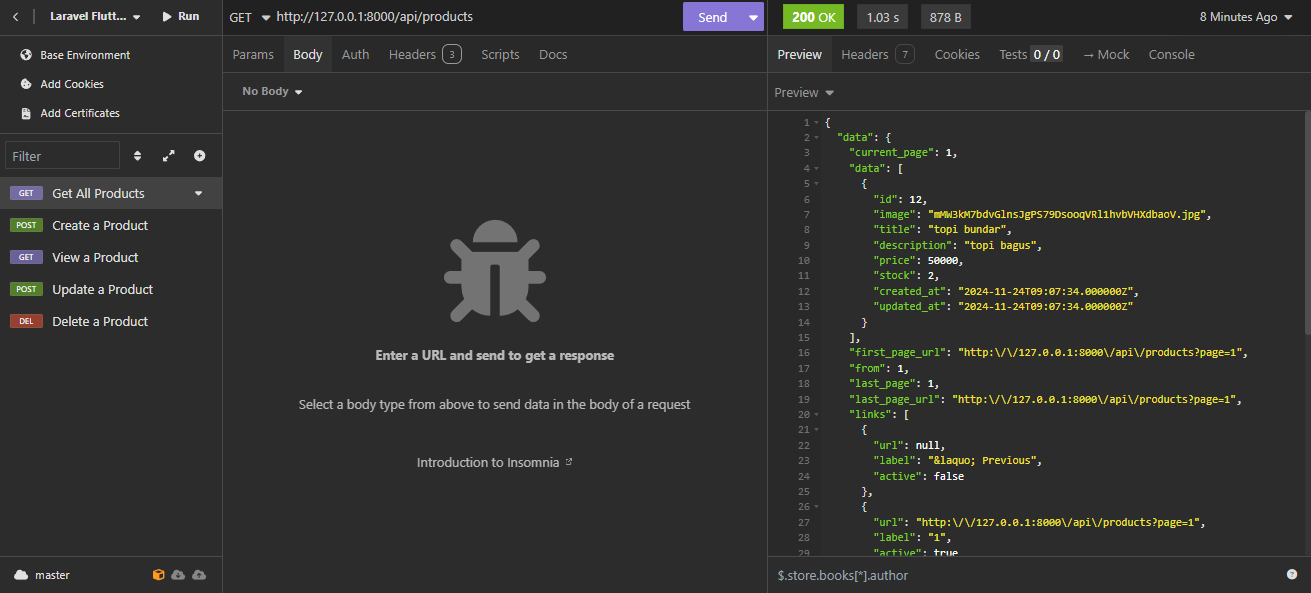 Laravel Flutt...
Run
Base Environment
Add Cookies
Add Certificates
Filter
GET Get All Products
POST Create a Product
GET View a Product
POST Update a Product
DEL Delete a Product
master
GET http://127.0.0.1:8000/api/products
Send
Params Body Auth Headers 3 Scripts Docs
No Body
Enter a URL and send to get a response
Select a body type from above to send data in the body of a request
Introduction to Insomnia
200 OK 1.03 s 878 B 8 Minutes Ago
Preview Headers 7 Cookies Tests 0 / 0 → Mock Console
Preview
1 {
2 "data": {
3 "current_page": 1,
4 "data": [
5 {
6 "id": 12,
7 "image": "mMW3kM7bdvGlnsJgPS79DsooqVRl1hvbVHXdbaoV.jpg",
8 "title": "topi bundar",
9 "description": "topi bagus",
10 "price": 50000,
11 "stock": 2,
12 "created_at": "2024-11-24T09:07:34.000000Z",
13 "updated_at": "2024-11-24T09:07:34.000000Z"
14 }
15 ],
16 "first_page_url": "http:\/\/127.0.0.1:8000\/api\/products?page=1",
17 "from": 1,
18 "last_page": 1,
19 "last_page_url": "http:\/\/127.0.0.1:8000\/api\/products?page=1",
20 "links": [
21 {
22 "url": null,
23 "label": "&laquo; Previous",
24 "active": false
25 },
26 {
27 "url": "http:\/\/127.0.0.1:8000\/api\/products?page=1",
28 "label": "1",
29 "active": true
$.store.books[*].author